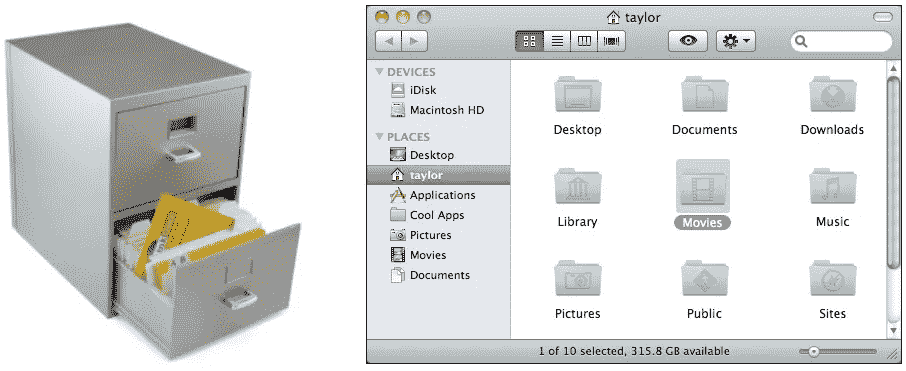 taylor
DEVICES
iDisk
Macintosh HD
PLACES
Desktop
taylor
Applications
Cool Apps
Pictures
Movies
Documents
Desktop Documents Downloads
Library Movies Music
Pictures Public Sites
1 of 10 selected, 315.8 GB available